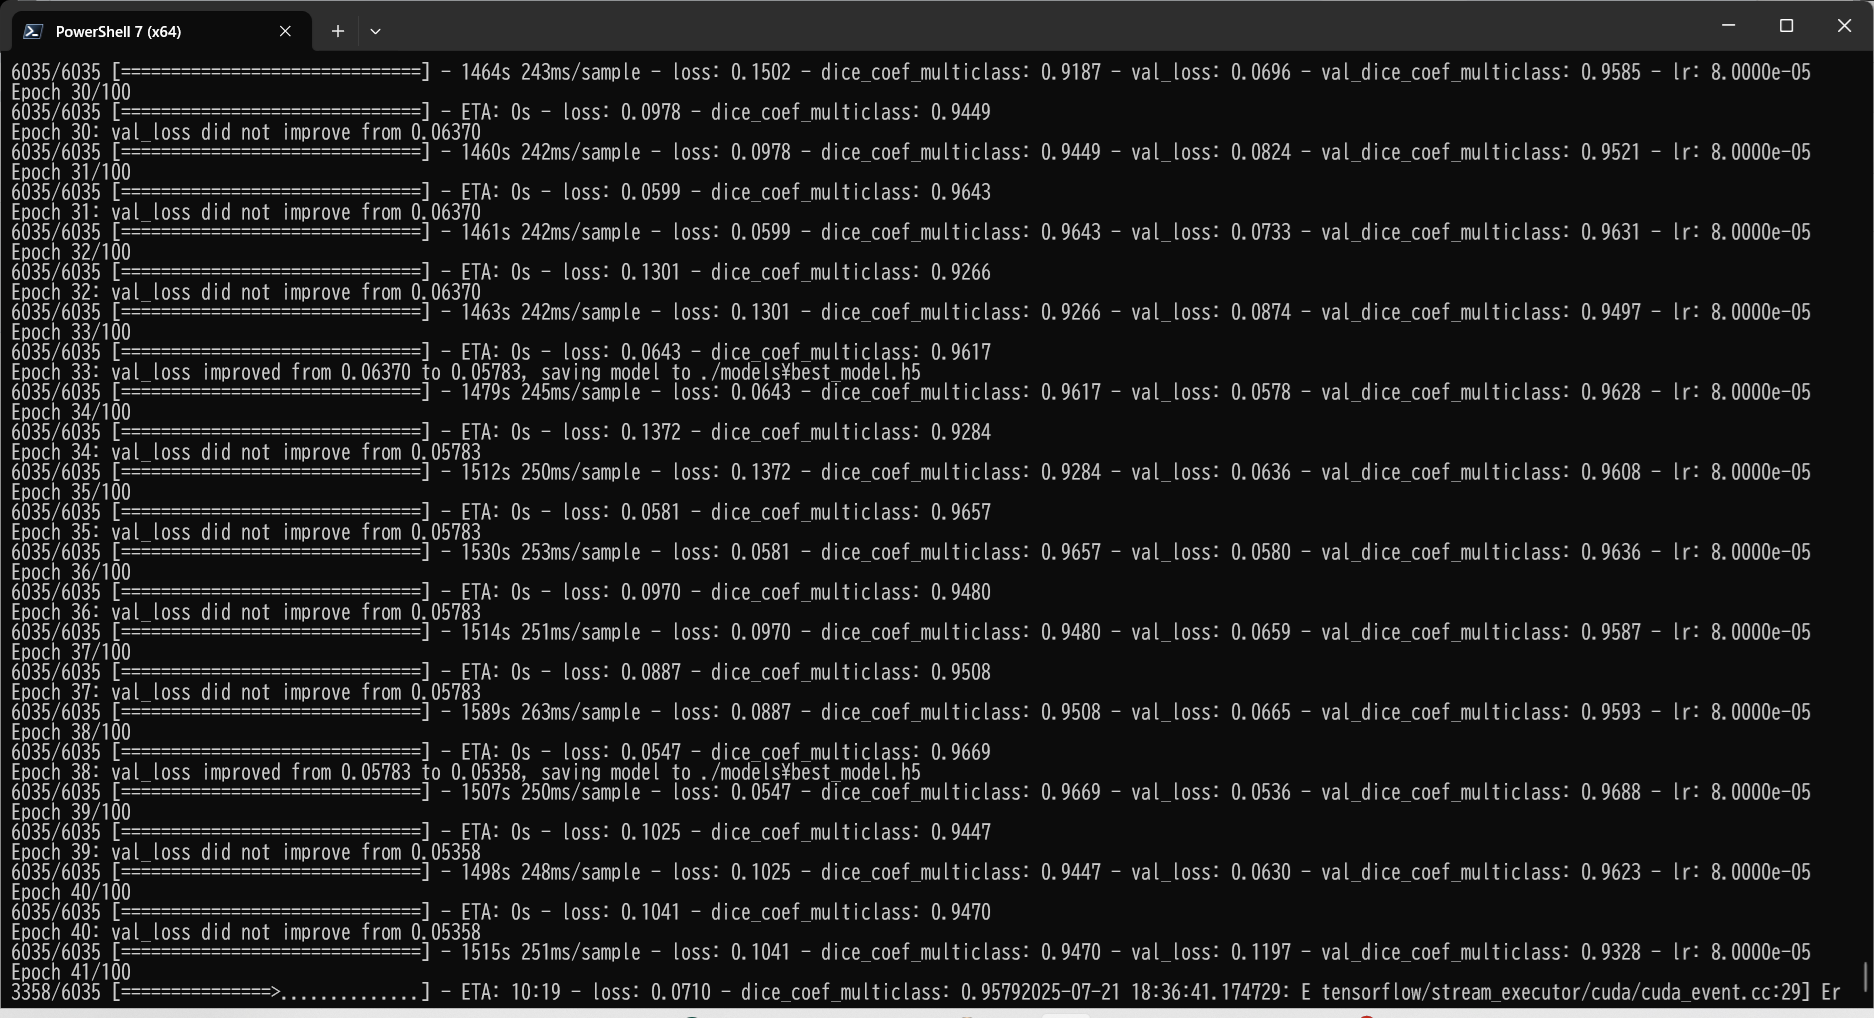 PowerShell 7 (x64)
6035/6035 [==============================] - 1464s 243ms/sample - loss: 0.1502 - dice_coef_multiclass: 0.9187 - val_loss: 0.0696 - val_dice_coef_multiclass: 0.9585 - lr: 8.0000e-05
Epoch 30/100
6035/6035 [==============================] - ETA: 0s - loss: 0.0978 - dice_coef_multiclass: 0.9449
Epoch 30: val_loss did not improve from 0.06370
6035/6035 [==============================] - 1460s 242ms/sample - loss: 0.0978 - dice_coef_multiclass: 0.9449 - val_loss: 0.0824 - val_dice_coef_multiclass: 0.9521 - lr: 8.0000e-05
Epoch 31/100
6035/6035 [==============================] - ETA: 0s - loss: 0.0599 - dice_coef_multiclass: 0.9643
Epoch 31: val_loss did not improve from 0.06370
6035/6035 [==============================] - 1461s 242ms/sample - loss: 0.0599 - dice_coef_multiclass: 0.9643 - val_loss: 0.0733 - val_dice_coef_multiclass: 0.9631 - lr: 8.0000e-05
Epoch 32/100
6035/6035 [==============================] - ETA: 0s - loss: 0.1301 - dice_coef_multiclass: 0.9266
Epoch 32: val_loss did not improve from 0.06370
6035/6035 [==============================] - 1463s 242ms/sample - loss: 0.1301 - dice_coef_multiclass: 0.9266 - val_loss: 0.0874 - val_dice_coef_multiclass: 0.9497 - lr: 8.0000e-05
Epoch 33/100
6035/6035 [==============================] - ETA: 0s - loss: 0.0643 - dice_coef_multiclass: 0.9617
Epoch 33: val_loss improved from 0.06370 to 0.05783, saving model to ./models¥best_model.h5
6035/6035 [==============================] - 1479s 245ms/sample - loss: 0.0643 - dice_coef_multiclass: 0.9617 - val_loss: 0.0578 - val_dice_coef_multiclass: 0.9628 - lr: 8.0000e-05
Epoch 34/100
6035/6035 [==============================] - ETA: 0s - loss: 0.1372 - dice_coef_multiclass: 0.9284
Epoch 34: val_loss did not improve from 0.05783
6035/6035 [==============================] - 1512s 250ms/sample - loss: 0.1372 - dice_coef_multiclass: 0.9284 - val_loss: 0.0636 - val_dice_coef_multiclass: 0.9608 - lr: 8.0000e-05
Epoch 35/100
6035/6035 [==============================] - ETA: 0s - loss: 0.0581 - dice_coef_multiclass: 0.9657
Epoch 35: val_loss did not improve from 0.05783
6035/6035 [==============================] - 1530s 253ms/sample - loss: 0.0581 - dice_coef_multiclass: 0.9657 - val_loss: 0.0580 - val_dice_coef_multiclass: 0.9636 - lr: 8.0000e-05
Epoch 36/100
6035/6035 [==============================] - ETA: 0s - loss: 0.0970 - dice_coef_multiclass: 0.9480
Epoch 36: val_loss did not improve from 0.05783
6035/6035 [==============================] - 1514s 251ms/sample - loss: 0.0970 - dice_coef_multiclass: 0.9480 - val_loss: 0.0659 - val_dice_coef_multiclass: 0.9587 - lr: 8.0000e-05
Epoch 37/100
6035/6035 [==============================] - ETA: 0s - loss: 0.0887 - dice_coef_multiclass: 0.9508
Epoch 37: val_loss did not improve from 0.05783
6035/6035 [==============================] - 1589s 263ms/sample - loss: 0.0887 - dice_coef_multiclass: 0.9508 - val_loss: 0.0665 - val_dice_coef_multiclass: 0.9593 - lr: 8.0000e-05
Epoch 38/100
6035/6035 [==============================] - ETA: 0s - loss: 0.0547 - dice_coef_multiclass: 0.9669
Epoch 38: val_loss improved from 0.05783 to 0.05358, saving model to ./models¥best_model.h5
6035/6035 [==============================] - 1507s 250ms/sample - loss: 0.0547 - dice_coef_multiclass: 0.9669 - val_loss: 0.0536 - val_dice_coef_multiclass: 0.9688 - lr: 8.0000e-05
Epoch 39/100
6035/6035 [==============================] - ETA: 0s - loss: 0.1025 - dice_coef_multiclass: 0.9447
Epoch 39: val_loss did not improve from 0.05358
6035/6035 [==============================] - 1498s 248ms/sample - loss: 0.1025 - dice_coef_multiclass: 0.9447 - val_loss: 0.0630 - val_dice_coef_multiclass: 0.9623 - lr: 8.0000e-05
Epoch 40/100
6035/6035 [==============================] - ETA: 0s - loss: 0.1041 - dice_coef_multiclass: 0.9470
Epoch 40: val_loss did not improve from 0.05358
6035/6035 [==============================] - 1515s 251ms/sample - loss: 0.1041 - dice_coef_multiclass: 0.9470 - val_loss: 0.1197 - val_dice_coef_multiclass: 0.9328 - lr: 8.0000e-05
Epoch 41/100
3358/6035 [===============>..............] - ETA: 10:19 - loss: 0.0710 - dice_coef_multiclass: 0.95792025-07-21 18:36:41.174729: E tensorflow/stream_executor/cuda/cuda_event.cc:29] Er